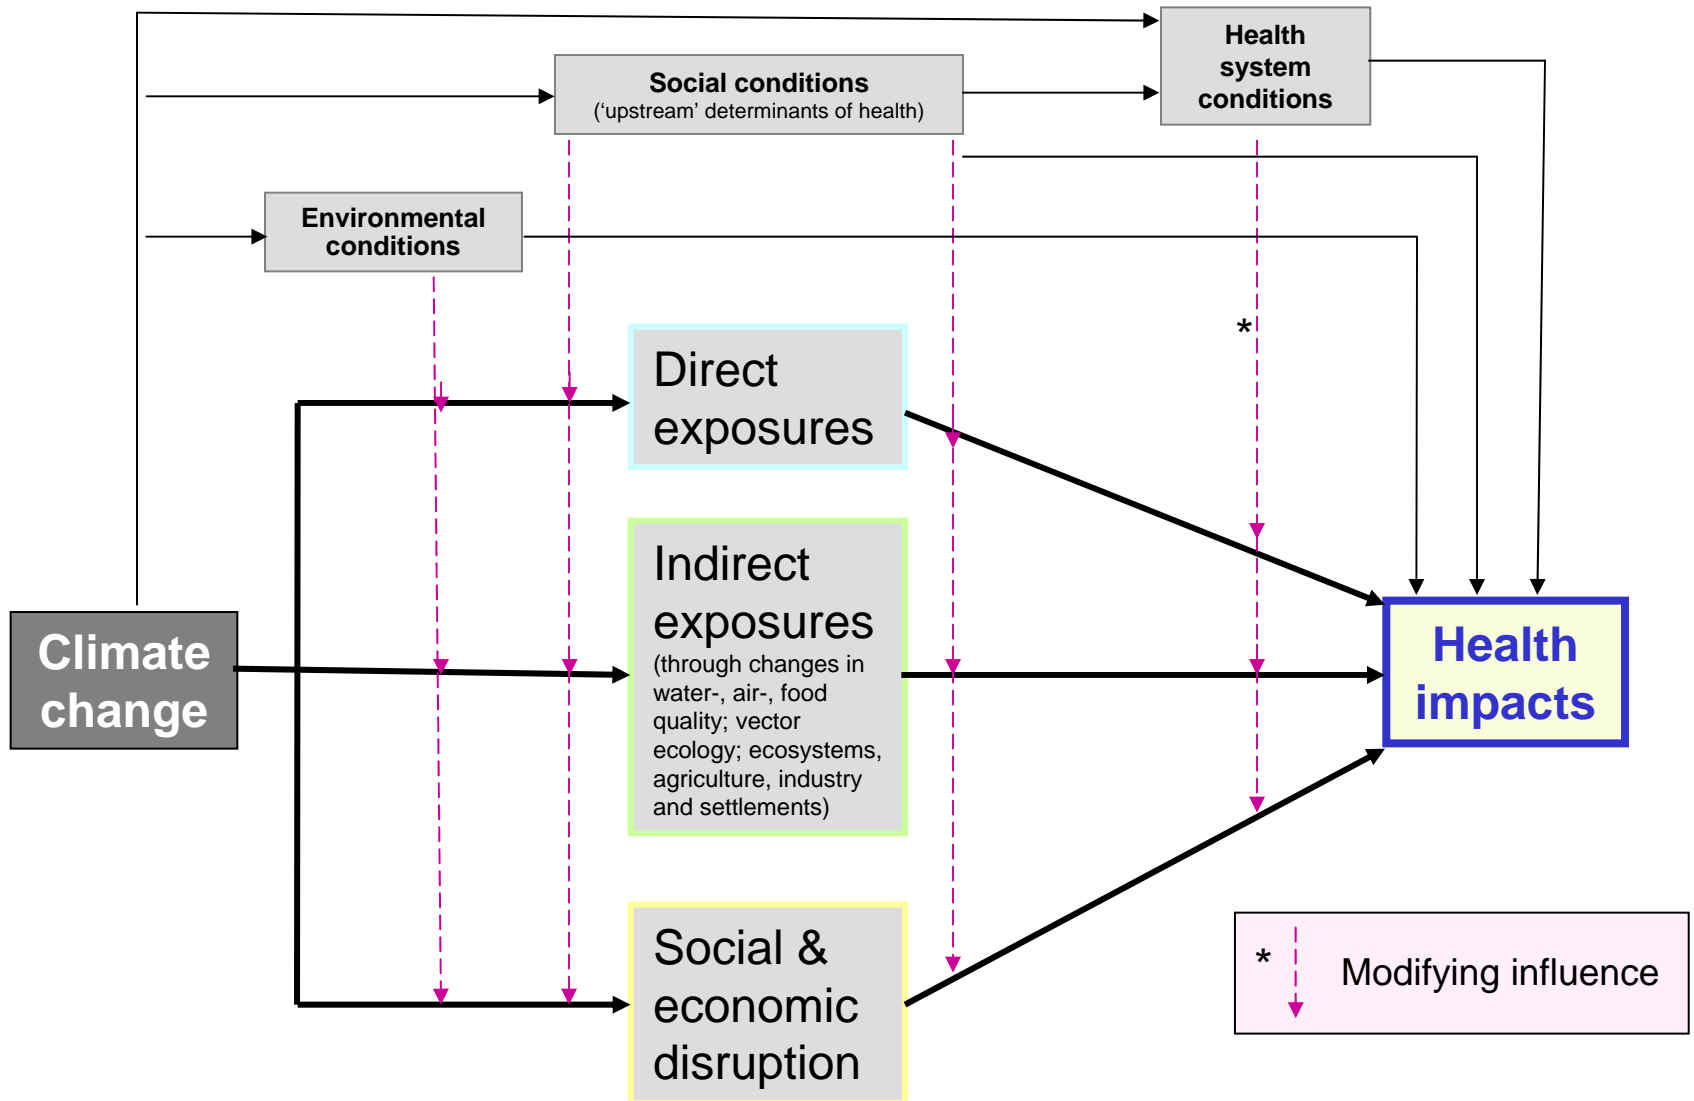 Health
system
conditions
Social conditions
(‘upstream’ determinants of health)
Environmental
conditions
*
Direct
exposures
Indirect
exposures
(through changes in
water-, air-, food
quality; vector
ecology; ecosystems,
agriculture, industry
and settlements)
Climate
change
Health
impacts
Social &
economic
disruption
* Modifying influence